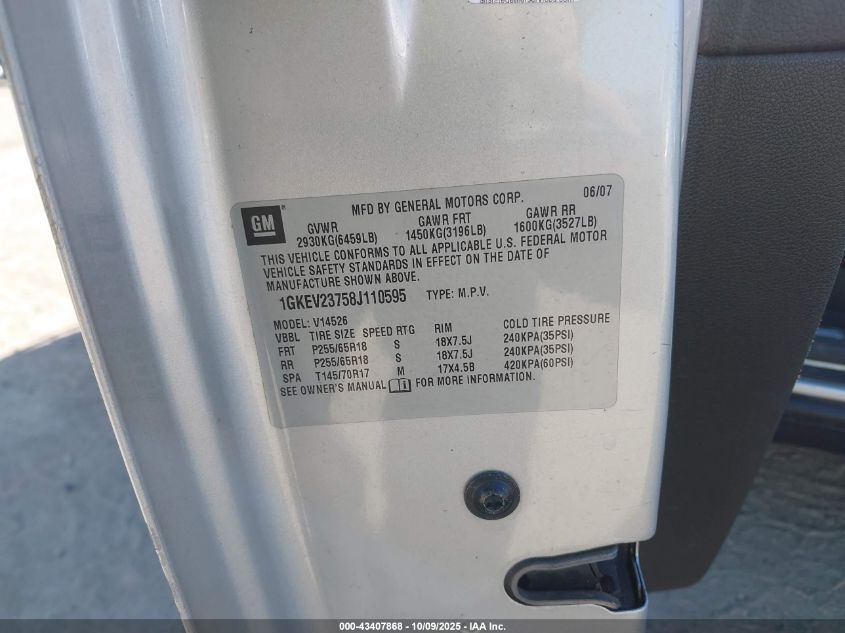 MFD BY GENERAL MOTORS CORP. 06/07
GM
GVWR GAWR FRT GAWR RR
2930KG(6459LB) 1450KG(3196LB) 1600KG(3527LB)
THIS VEHICLE CONFORMS TO ALL APPLICABLE U.S. FEDERAL MOTOR
VEHICLE SAFETY STANDARDS IN EFFECT ON THE DATE OF
MANUFACTURE SHOWN ABOVE.
1GKEV23758J110595 TYPE: M.P.V.
MODEL: V14526
VBBL TIRE SIZE SPEED RTG RIM COLD TIRE PRESSURE
FRT P255/65R18 S 18X7.5J 240KPA(35PSI)
RR P255/65R18 S 18X7.5J 240KPA(35PSI)
SPA T145/70R17 M 17X4.5B 420KPA(60PSI)
SEE OWNER'S MANUAL FOR MORE INFORMATION.
000-43407868 - 10/09/2025 - IAA Inc.